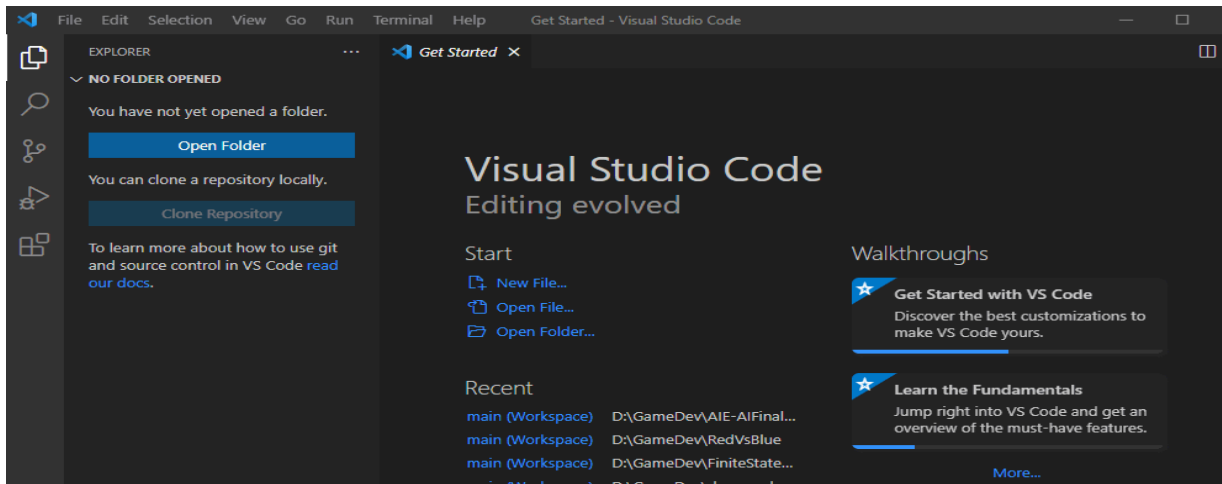 File Edit Selection View Go Run Terminal Help Get Started - Visual Studio Code
EXPLORER
NO FOLDER OPENED
You have not yet opened a folder.
Open Folder
You can clone a repository locally.
Clone Repository
To learn more about how to use git
and source control in VS Code read
our docs.
Get Started
Visual Studio Code
Editing evolved
Start
New File...
Open File...
Open Folder...
Recent
main (Workspace) D:\GameDev\AIE-AIFinal...
main (Workspace) D:\GameDev\RedVsBlue
main (Workspace) D:\GameDev\FiniteState...
Walkthroughs
Get Started with VS Code
Discover the best customizations to
make VS Code yours.
Learn the Fundamentals
Jump right into VS Code and get an
overview of the must-have features.
More...